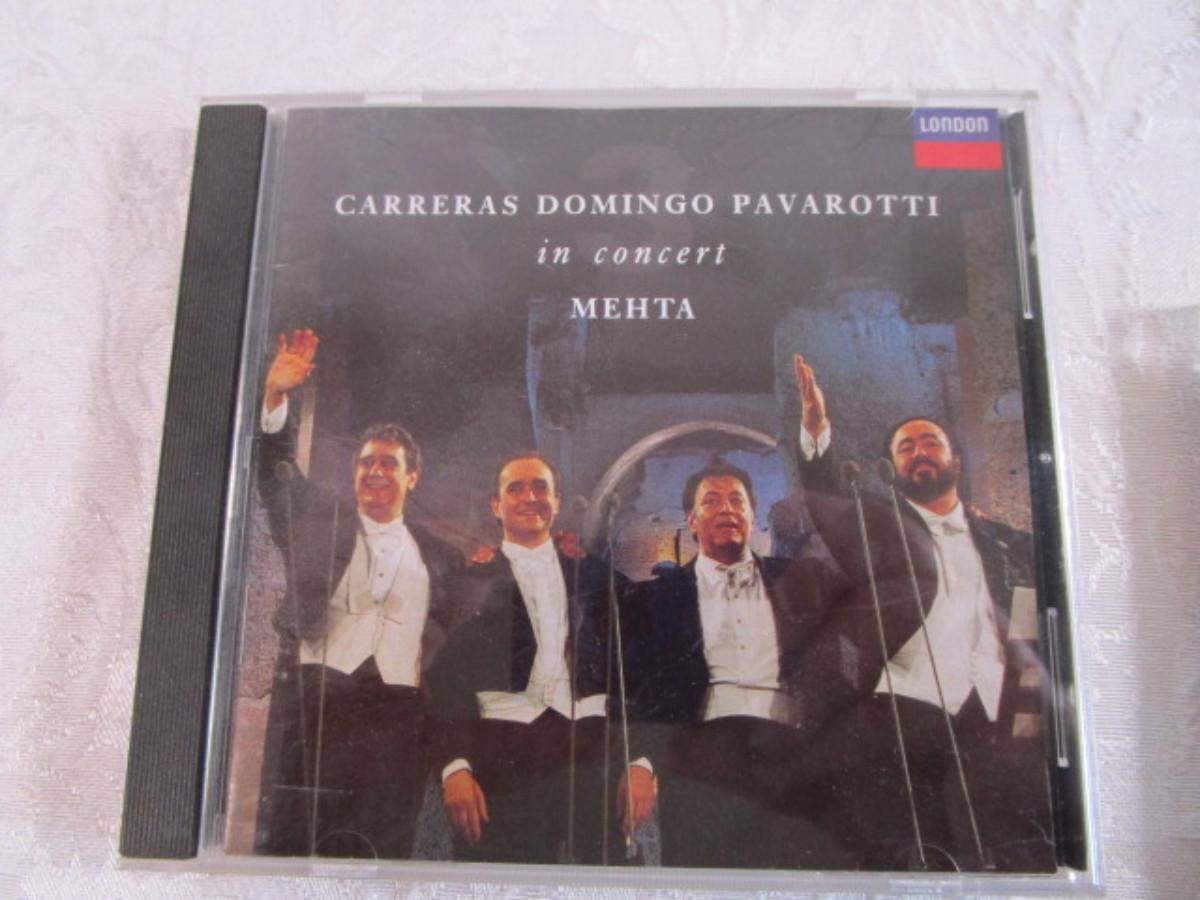 LONDON
CARRERAS DOMINGO PAVAROTTI
in concert
MEHTA